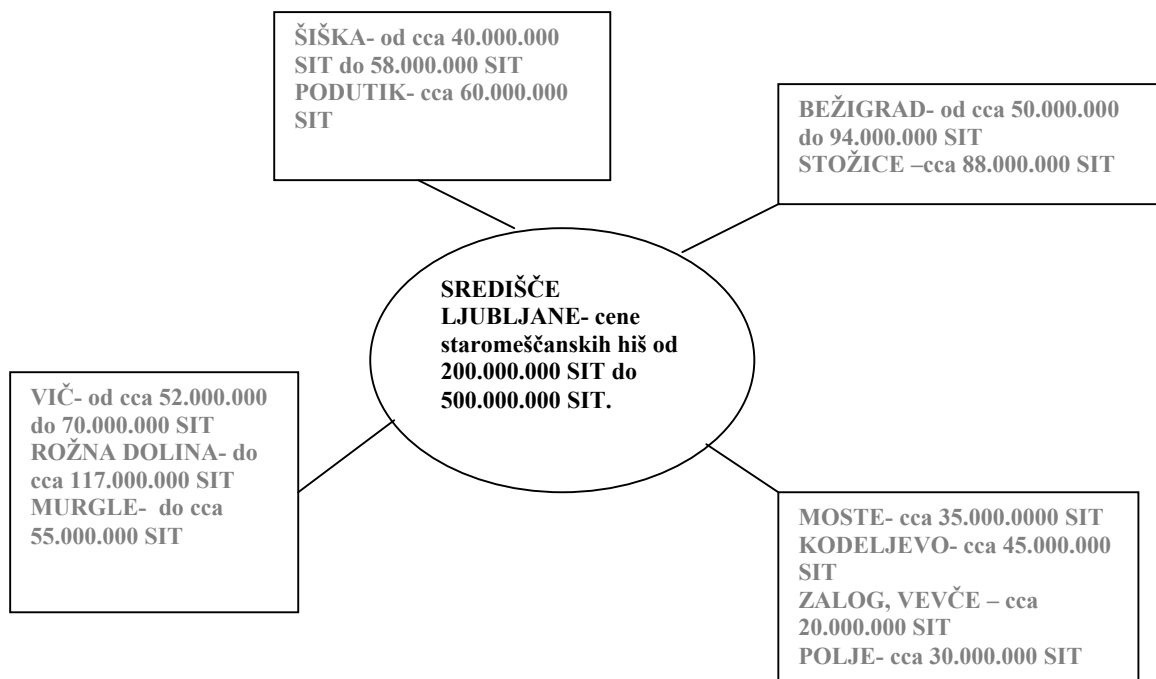 ŠIŠKA- od cca 40.000.000
SIT do 58.000.000 SIT
PODUTIK- cca 60.000.000
SIT
BEŽIGRAD- od cca 50.000.000
do 94.000.000 SIT
STOŽICE –cca 88.000.000 SIT
SREDIŠČE
LJUBLJANE- cene
staromeščanskih hiš od
200.000.000 SIT do
500.000.000 SIT.
VIČ- od cca 52.000.000
do 70.000.000 SIT
ROŽNA DOLINA- do
cca 117.000.000 SIT
MURGLE- do cca
55.000.000 SIT
MOSTE- cca 35.000.0000 SIT
KODELJEVO- cca 45.000.000
SIT
ZALOG, VEVČE – cca
20.000.000 SIT
POLJE- cca 30.000.000 SIT